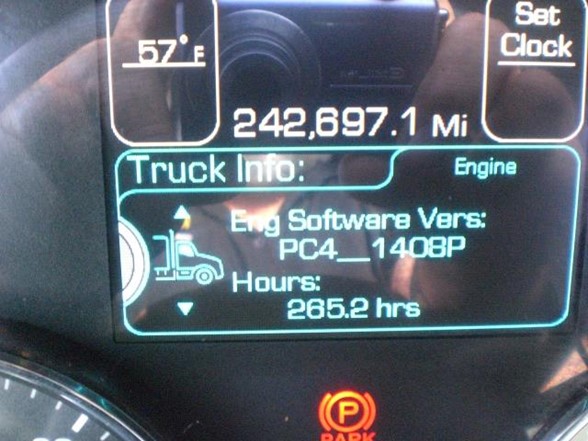 57°F
Set
Clock
242,697.1 Mi
Truck Info:
Engine
Eng Software Vers:
PC4__1408P
Hours:
265.2 hrs
P
PARK